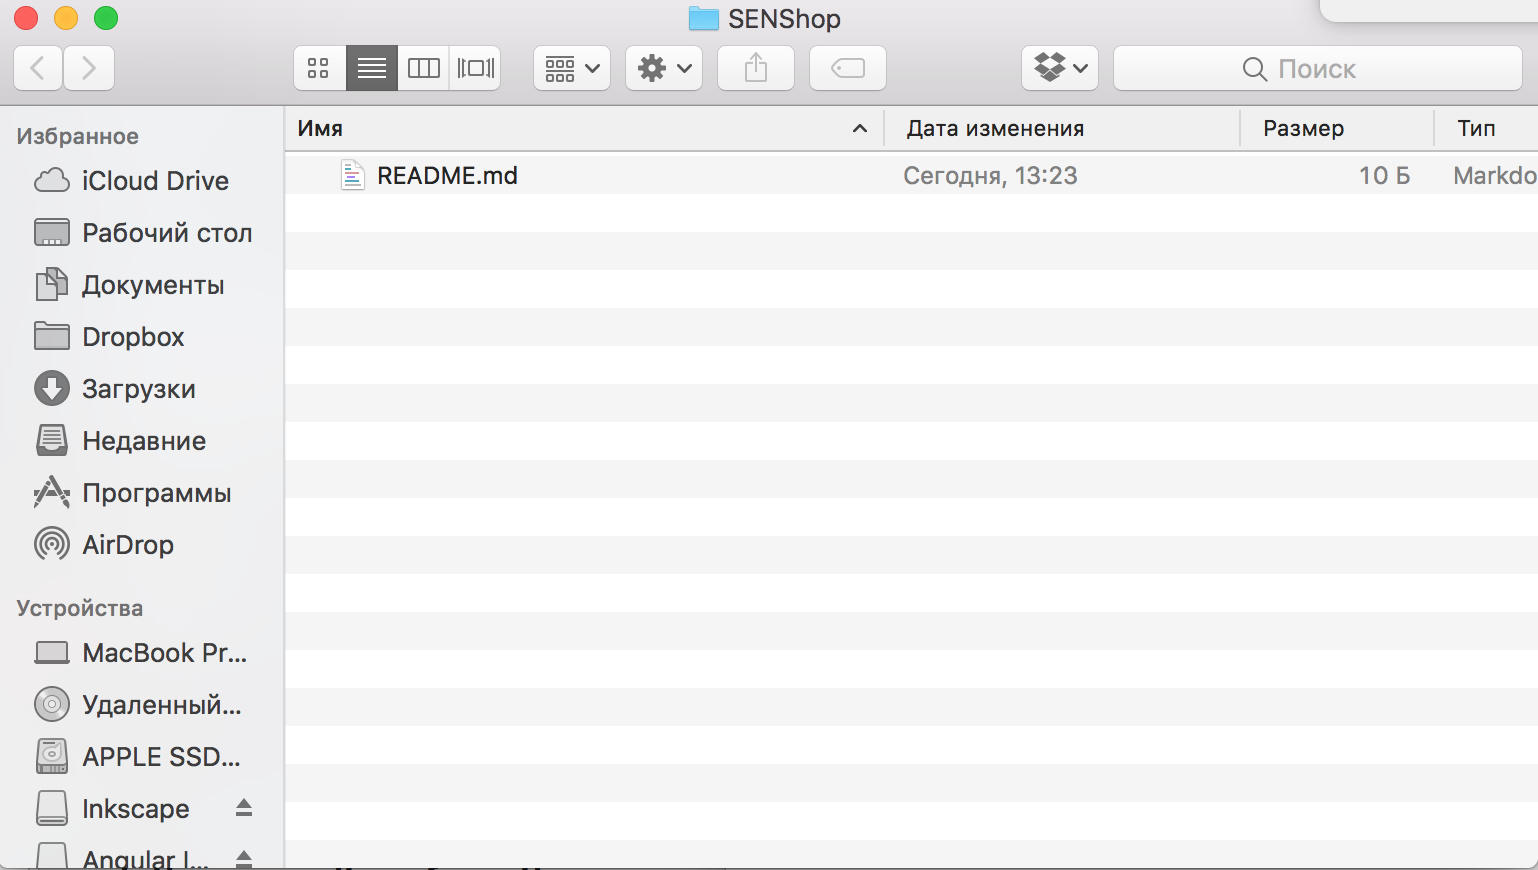 SENShop
Поиск
Избранное
iCloud Drive
Рабочий стол
Документы
Dropbox
Загрузки
Недавние
Программы
AirDrop
Устройства
MacBook Pr...
Удаленный...
APPLE SSD...
Inkscape
Angular I...
Имя Дата изменения Размер Тип
README.md Сегодня, 13:23 10 Б Markdo